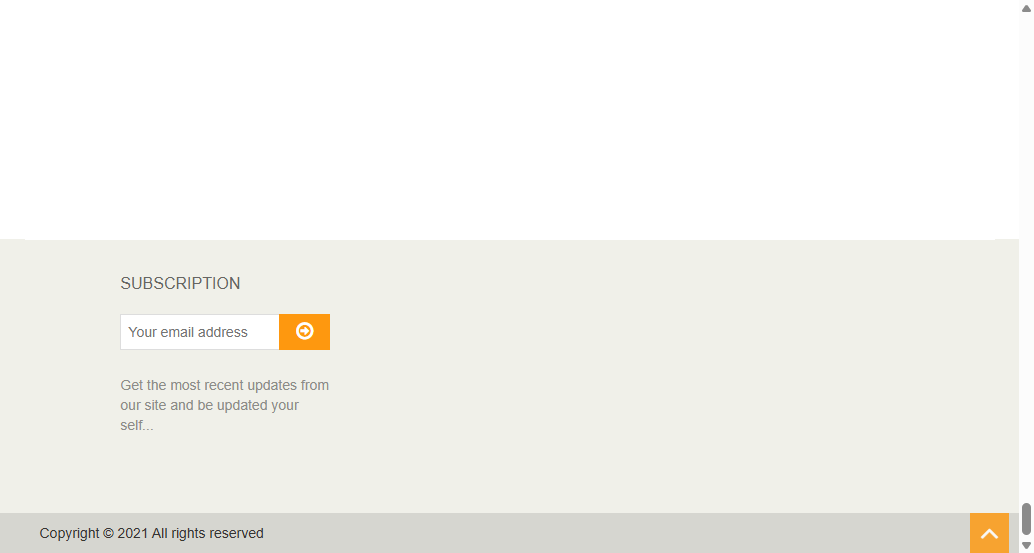 SUBSCRIPTION
Your email address
Get the most recent updates from
our site and be updated your
self...
Copyright © 2021 All rights reserved